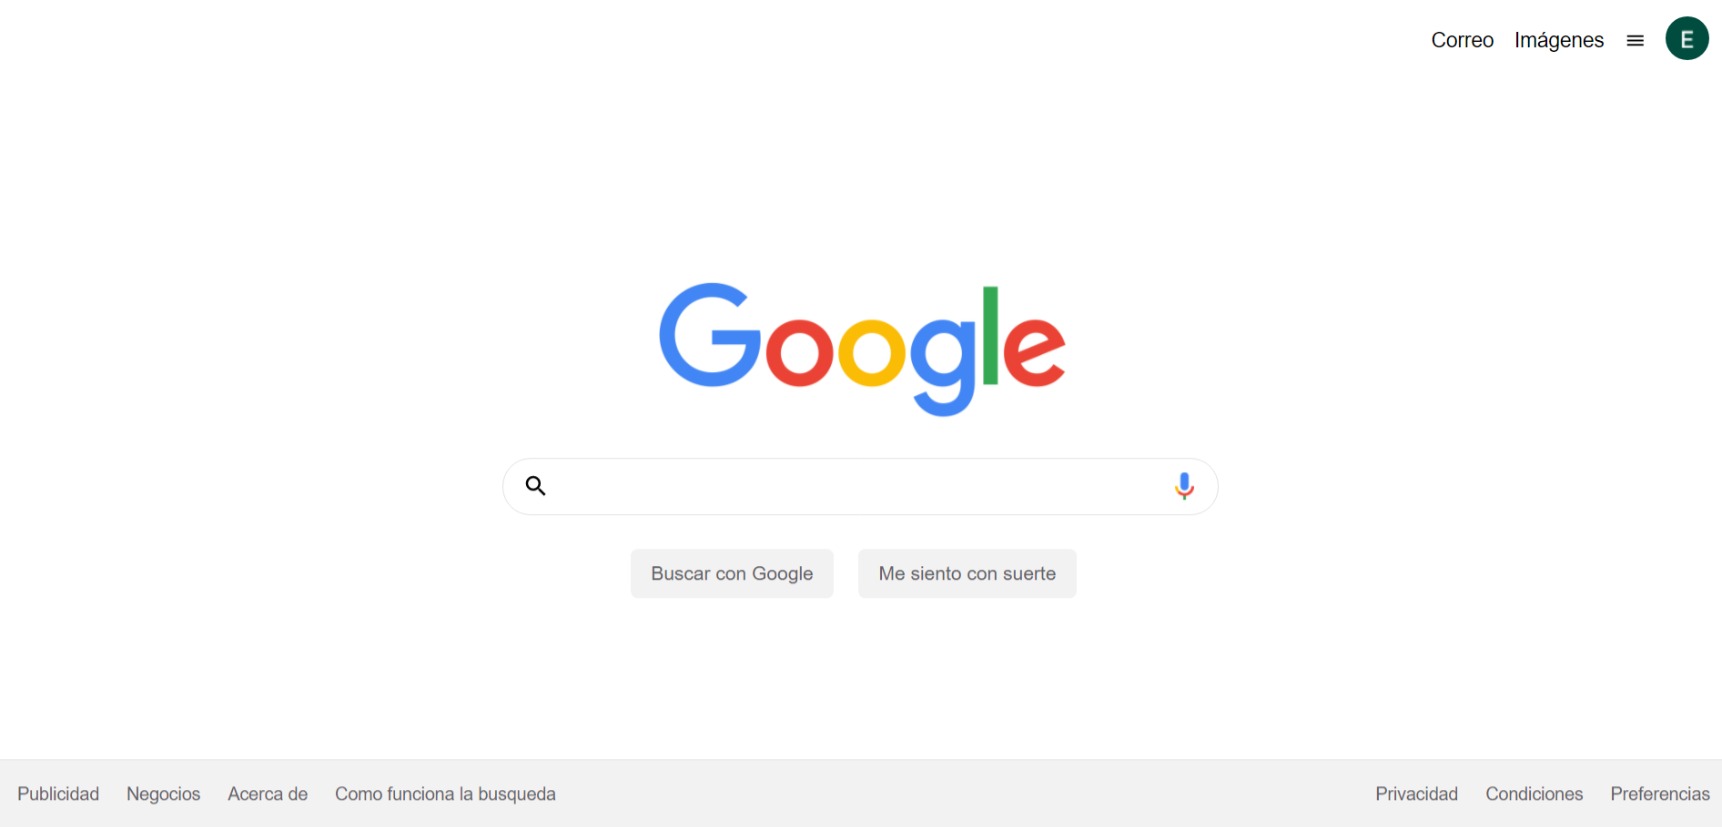 Correo Imágenes E
Google
Buscar con Google Me siento con suerte
Publicidad Negocios Acerca de Como funciona la busqueda Privacidad Condiciones Preferencias